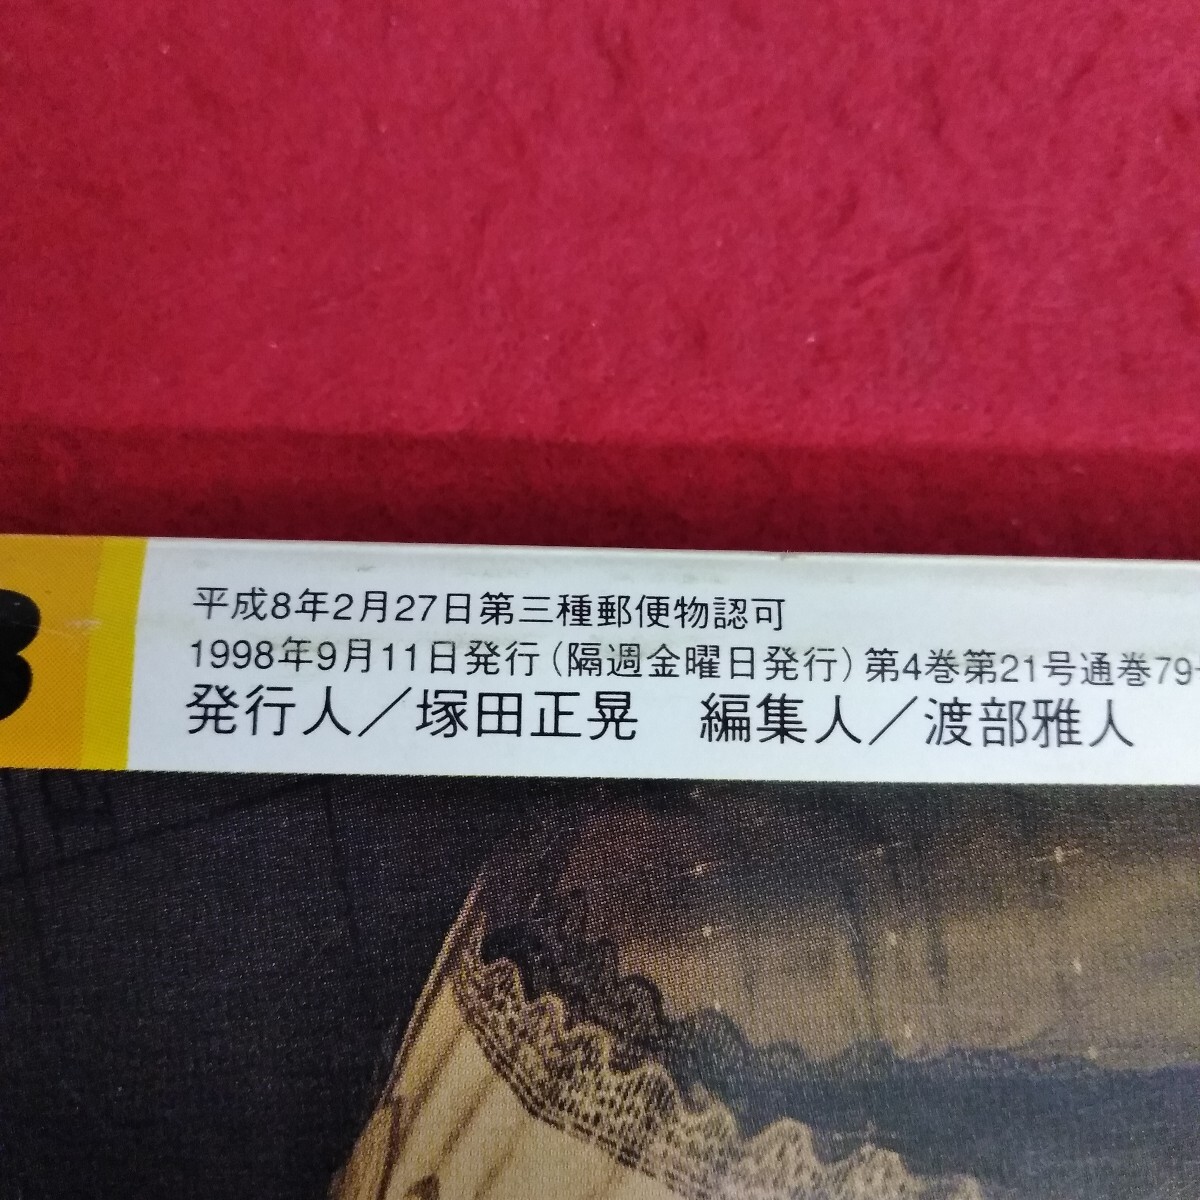 平成8年2月27日第三種郵便物認可
1998年9月11日発行(隔週金曜日発行)第4巻第21号通巻79
発行人／塚田正晃　編集人／渡部雅人